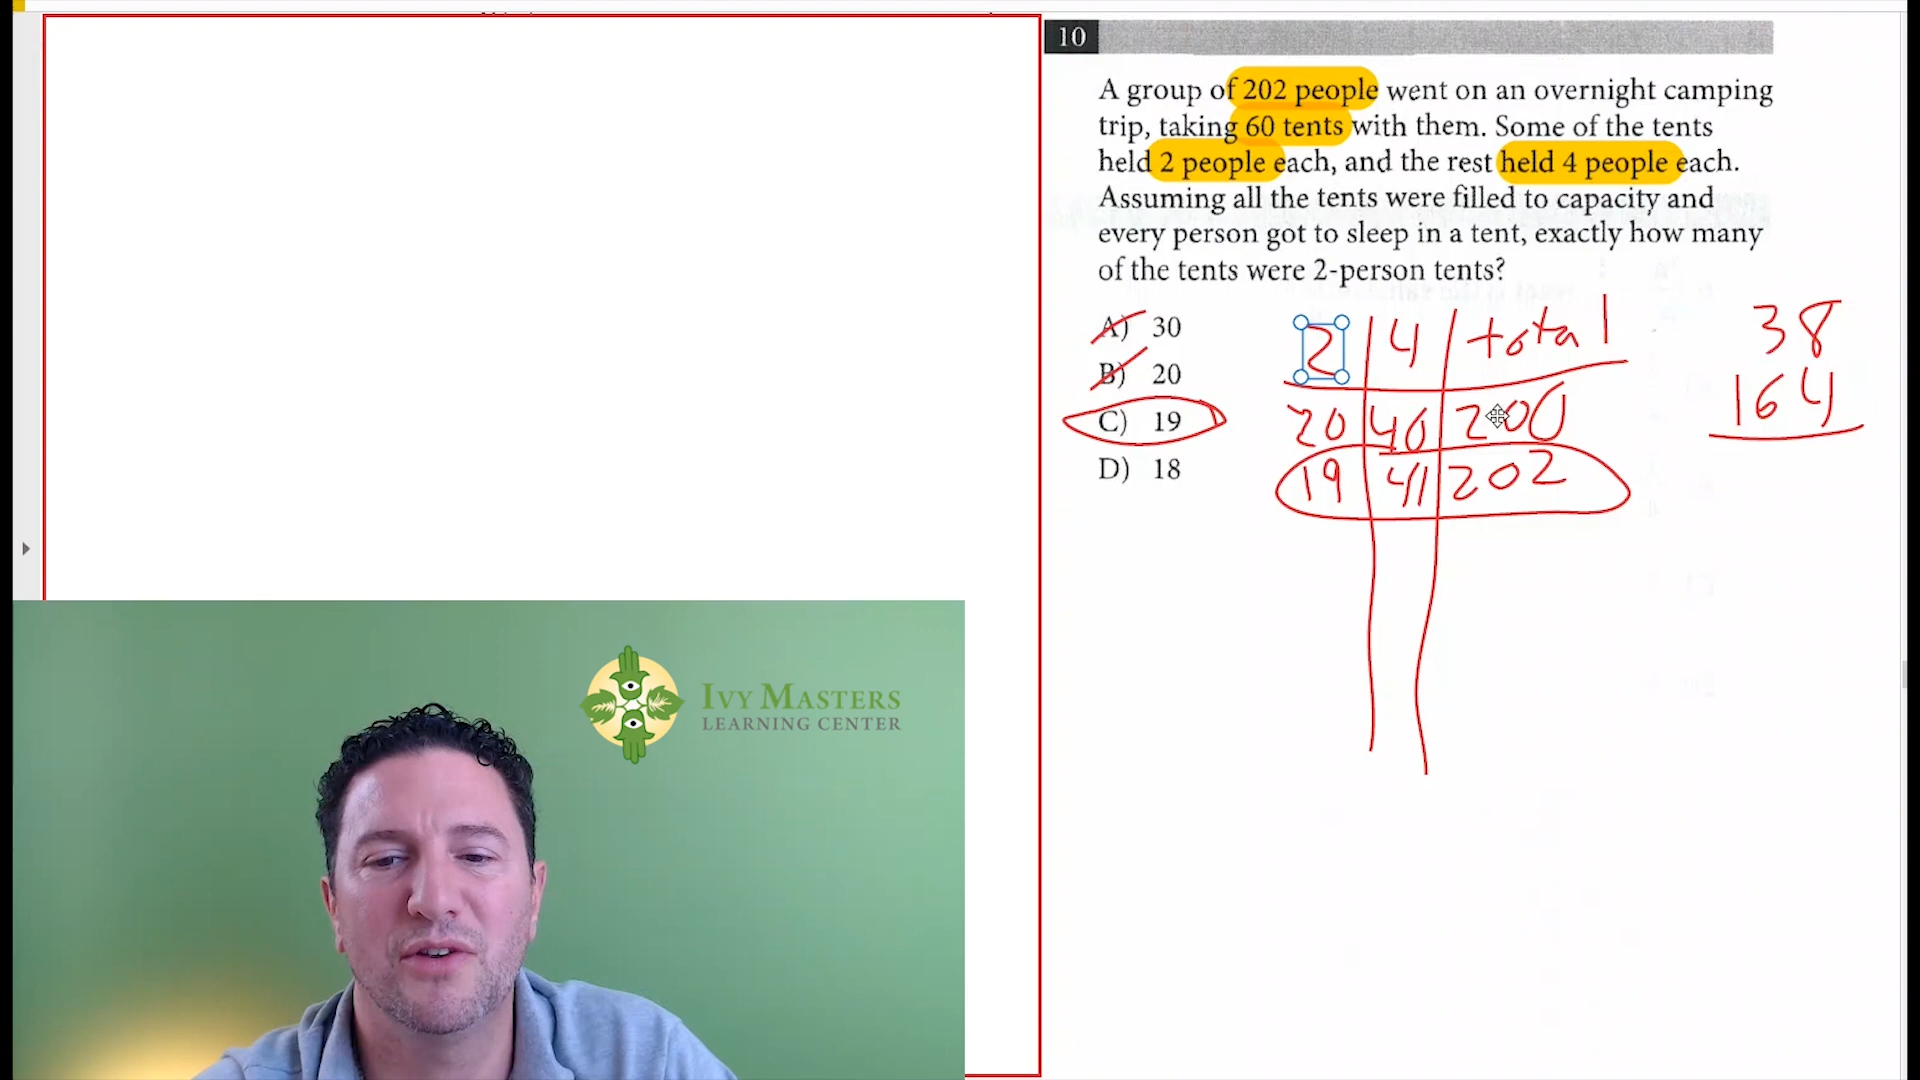 10
A group of 202 people went on an overnight camping
trip, taking 60 tents with them. Some of the tents
held 2 people each, and the rest held 4 people each.
Assuming all the tents were filled to capacity and
every person got to sleep in a tent, exactly how many
of the tents were 2-person tents?
A) 30
B) 20
C) 19
D) 18
2 4 total
20 40 200
19 41 202
38
164
IVY MASTERS
LEARNING CENTER